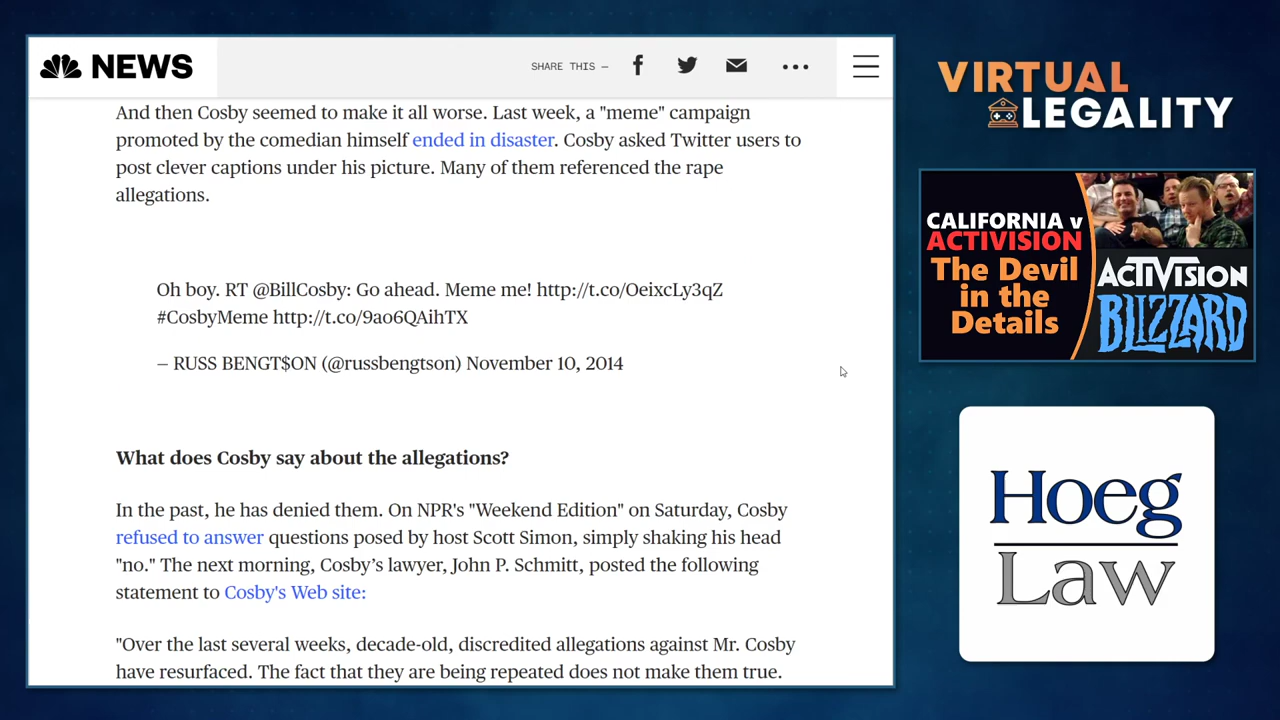 NEWS
SHARE THIS —
And then Cosby seemed to make it all worse. Last week, a "meme" campaign
promoted by the comedian himself ended in disaster. Cosby asked Twitter users to
post clever captions under his picture. Many of them referenced the rape
allegations.
Oh boy. RT @BillCosby: Go ahead. Meme me! http://t.co/OeixcLy3qZ
#CosbyMeme http://t.co/9ao6QAihTX
— RUSS BENGT$ON (@russbengtson) November 10, 2014
What does Cosby say about the allegations?
In the past, he has denied them. On NPR's "Weekend Edition" on Saturday, Cosby
refused to answer questions posed by host Scott Simon, simply shaking his head
"no." The next morning, Cosby’s lawyer, John P. Schmitt, posted the following
statement to Cosby's Web site:
"Over the last several weeks, decade-old, discredited allegations against Mr. Cosby
have resurfaced. The fact that they are being repeated does not make them true.
VIRTUAL
LEGALITY
CALIFORNIA v
ACTIVISION
The Devil
in the
Details
ACTIVISION
BLIZZARD
Hoeg
Law